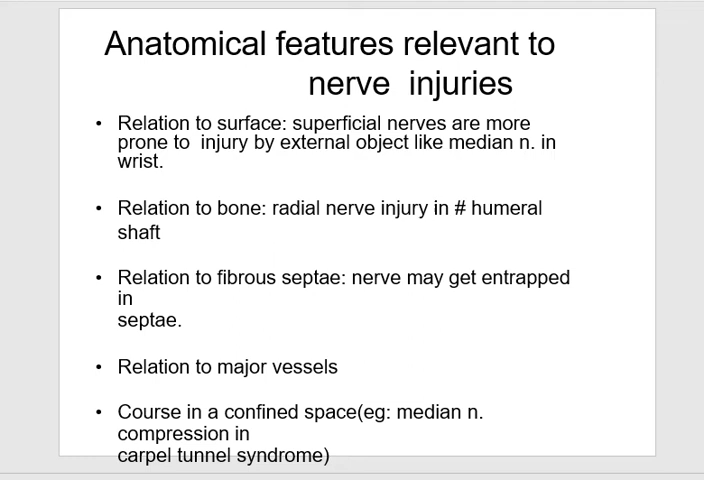 Anatomical features relevant to
nerve injuries
• Relation to surface: superficial nerves are more
prone to injury by external object like median n. in
wrist.
• Relation to bone: radial nerve injury in # humeral
shaft
• Relation to fibrous septae: nerve may get entrapped
in
septae.
• Relation to major vessels
• Course in a confined space(eg: median n.
compression in
carpel tunnel syndrome)